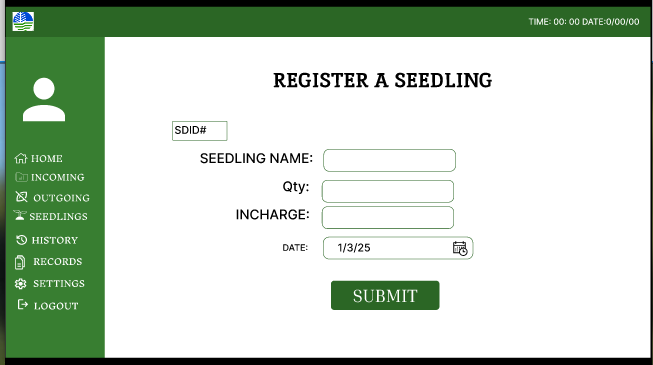 TIME: 00: 00 DATE:0/00/00
REGISTER A SEEDLING
SDID#
SEEDLING NAME:
Qty:
INCHARGE:
DATE: 1/3/25
SUBMIT
HOME
INCOMING
OUTGOING
SEEDLINGS
HISTORY
RECORDS
SETTINGS
LOGOUT